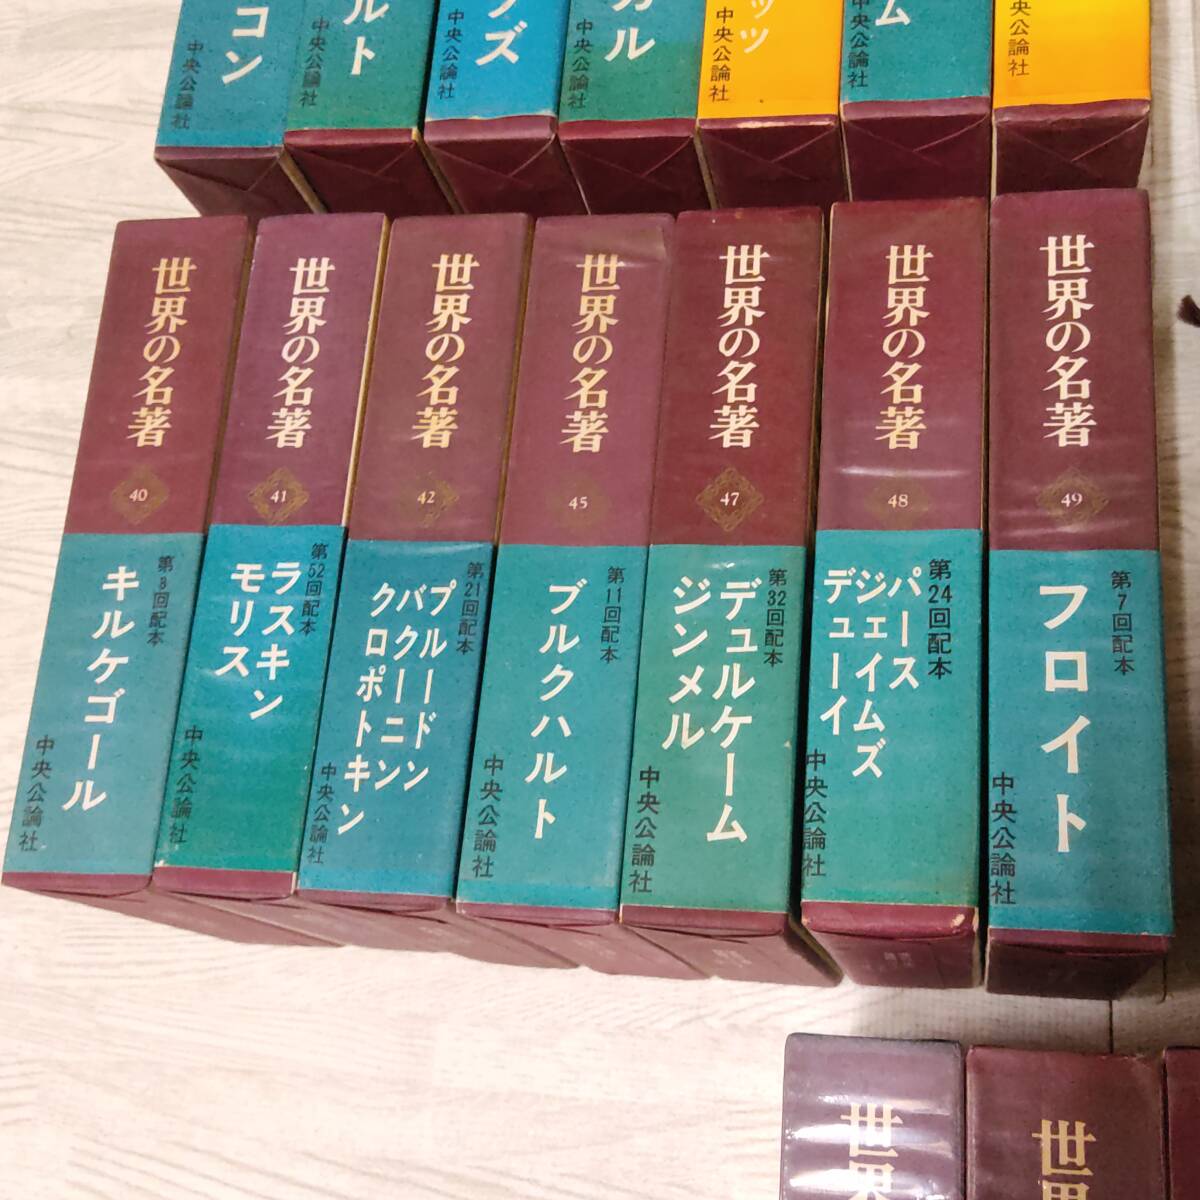 コン
中央公論社
ルト
中央公論社
ブズ
中央公論社
カル
中央公論社
ッツ
中央公論社
ム
中央公論社
中央公論社
世界の名著
40
第8回配本
キルケゴール
中央公論社
世界の名著
41
第52回配本
ラスキン
モリス
中央公論社
世界の名著
42
第21回配本
プルードン
バクーニン
クロポトキン
中央公論社
世界の名著
45
第11回配本
ブルクハルト
中央公論社
世界の名著
47
第32回配本
デュルケーム
ジンメル
中央公論社
世界の名著
48
第24回配本
パース
ジェイムズ
デューイ
中央公論社
世界の名著
49
第7回配本
フロイト
中央公論社
世界
世界